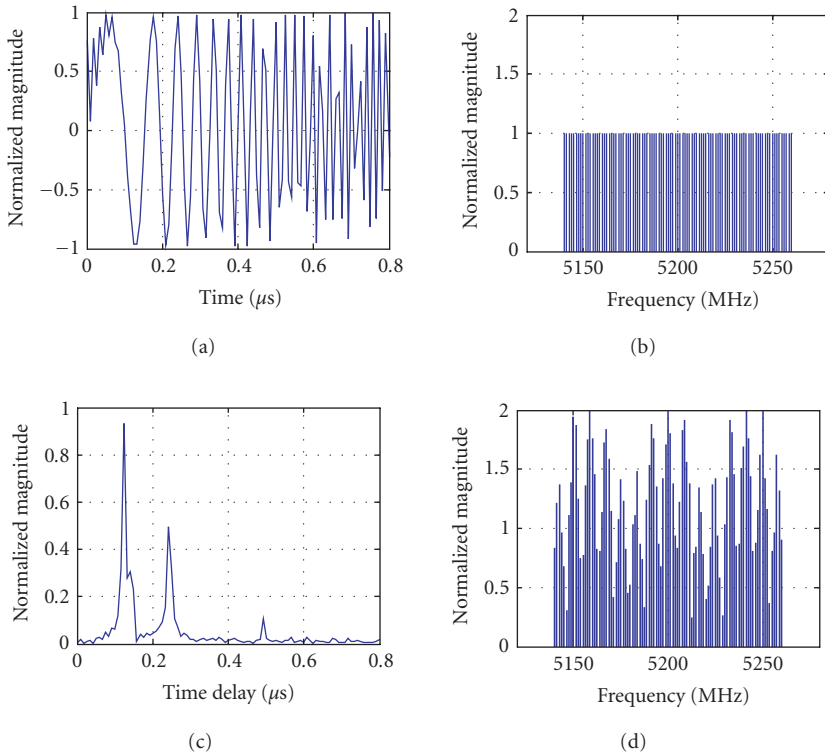 1
0.5
0
−0.5
−1
Normalized magnitude
0 0.2 0.4 0.6 0.8
Time (μs)
(a)
2
1.5
1
0.5
0
Normalized magnitude
5150 5200 5250
Frequency (MHz)
(b)
1
0.8
0.6
0.4
0.2
0
Normalized magnitude
0 0.2 0.4 0.6 0.8
Time delay (μs)
(c)
2
1.5
1
0.5
0
Normalized magnitude
5150 5200 5250
Frequency (MHz)
(d)